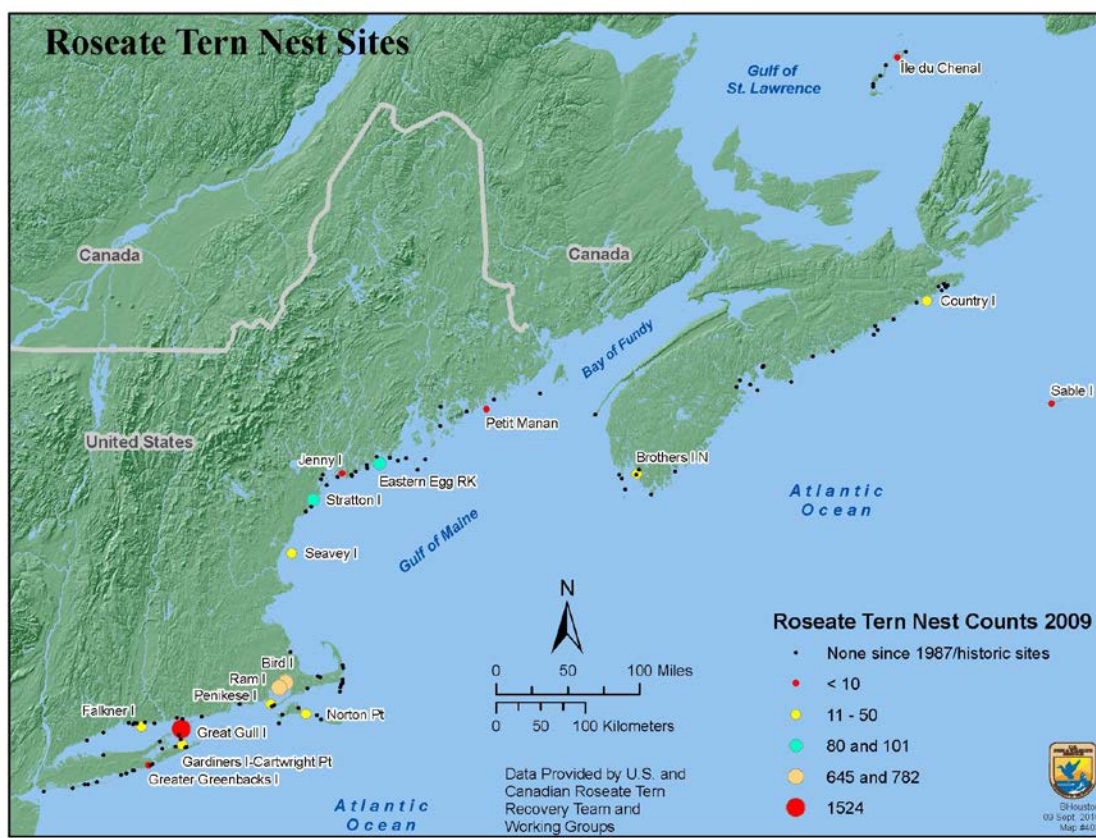 Roseate Tern Nest Sites
Gulf of
St. Lawrence
Île du Chenal
Canada
Canada
Country I
Bay of Fundy
Sable I
Petit Manan
United States
Jenny I
Brothers I N
Eastern Egg RK
Stratton I
Atlantic
Ocean
Gulf of Maine
Seavey I
N
Bird I
Ram I
Penikese I
Falkner I
Norton Pt
Great Gull I
Gardiners I-Cartwright Pt
Greater Greenbacks I
Atlantic
Ocean
0 50 100 Miles
0 50 100 Kilometers
Data Provided by U.S. and
Canadian Roseate Tern
Recovery Team and
Working Groups
Roseate Tern Nest Counts 2009
None since 1987/historic sites
< 10
11 - 50
80 and 101
645 and 782
1524
BHouston
09 Sept.